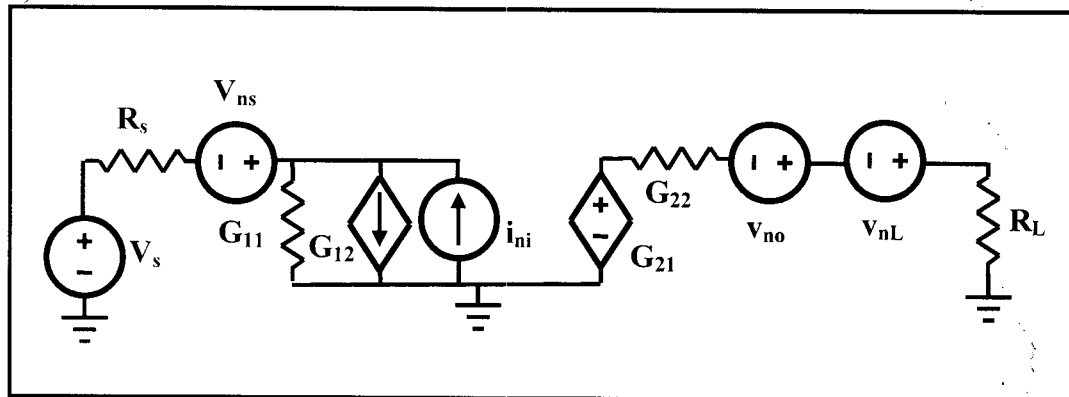 V_ns
R_s
V_s
G_11
G_12
i_ni
G_21
G_22
v_no
v_nL
R_L